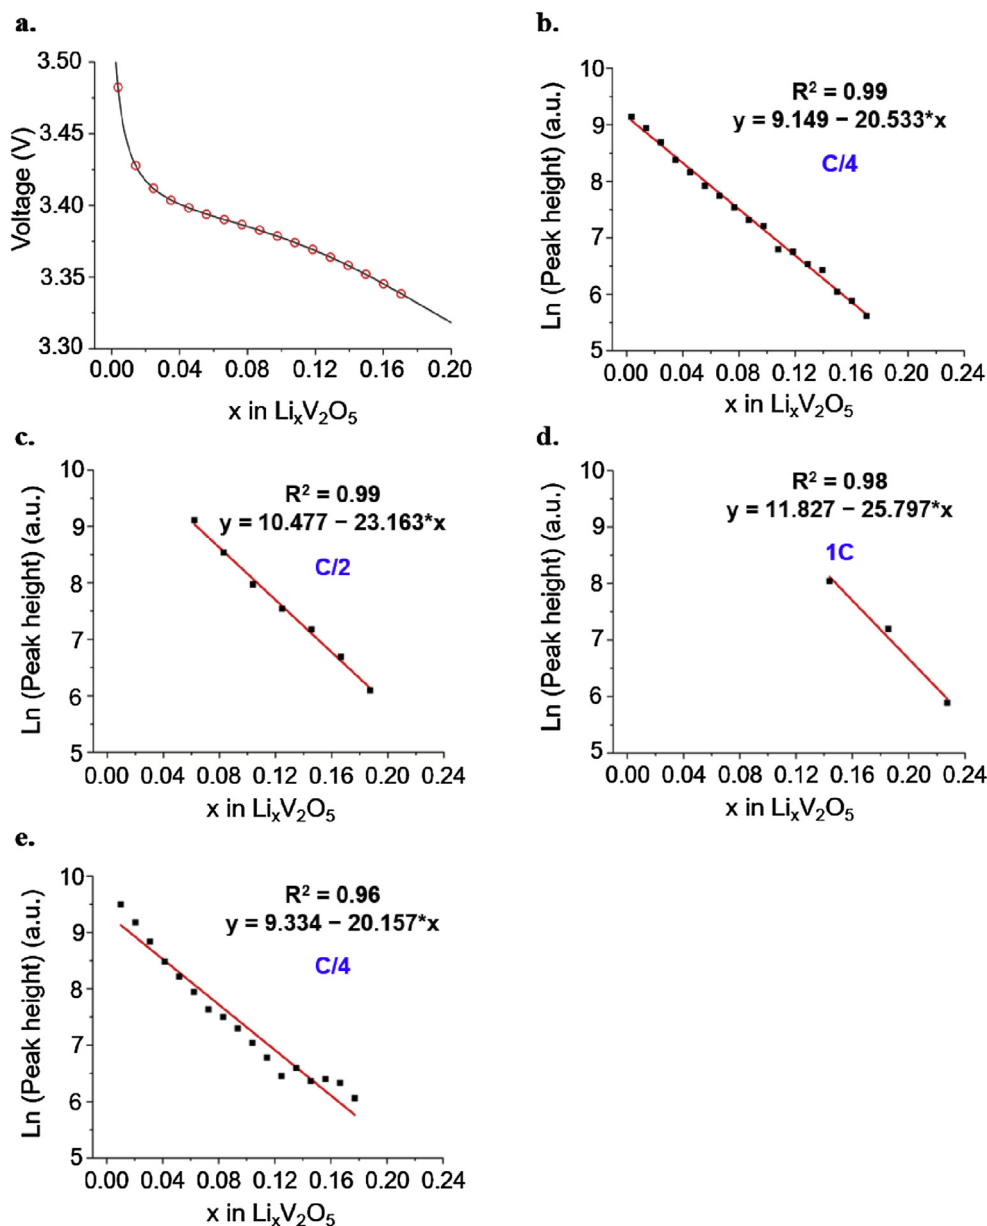 a.
3.50
3.45
3.40
3.35
3.30
Voltage (V)
0.00 0.04 0.08 0.12 0.16 0.20
x in LiₓV₂O₅
b.
10
9
8
7
6
5
Ln (Peak height) (a.u.)
R² = 0.99
y = 9.149 − 20.533*x
C/4
0.00 0.04 0.08 0.12 0.16 0.20 0.24
x in LiₓV₂O₅
c.
10
9
8
7
6
5
Ln (Peak height) (a.u.)
R² = 0.99
y = 10.477 − 23.163*x
C/2
0.00 0.04 0.08 0.12 0.16 0.20 0.24
x in LiₓV₂O₅
d.
10
9
8
7
6
5
Ln (Peak height) (a.u.)
R² = 0.98
y = 11.827 − 25.797*x
1C
0.00 0.04 0.08 0.12 0.16 0.20 0.24
x in LiₓV₂O₅
e.
10
9
8
7
6
5
Ln (Peak height) (a.u.)
R² = 0.96
y = 9.334 − 20.157*x
C/4
0.00 0.04 0.08 0.12 0.16 0.20 0.24
x in LiₓV₂O₅